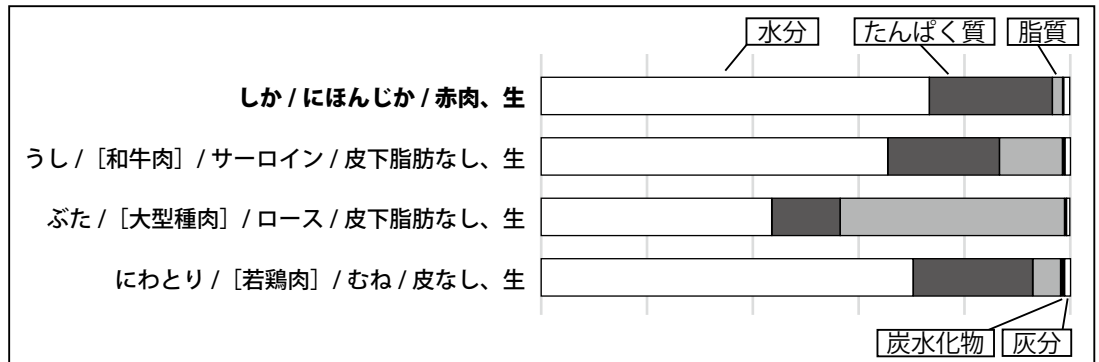 水分 たんぱく質 脂質
しか / にほんじか / 赤肉、生
うし /［和牛肉］/ サーロイン / 皮下脂肪なし、生
ぶた /［大型種肉］/ ロース / 皮下脂肪なし、生
にわとり /［若鶏肉］/ むね / 皮なし、生
炭水化物 灰分